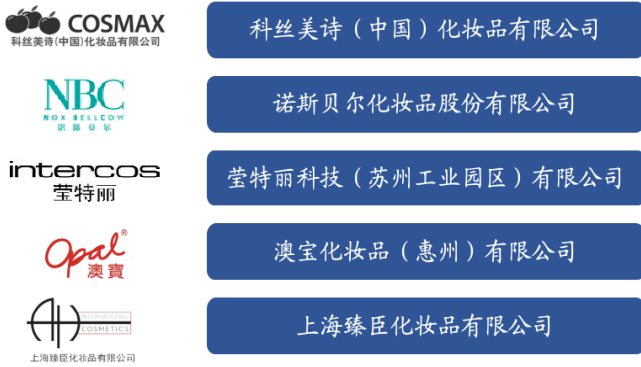 COSMAX
科丝美诗(中国)化妆品有限公司
科丝美诗（中国）化妆品有限公司
NBC
NOX BELLCOW
诺斯贝尔
诺斯贝尔化妆品股份有限公司
intercos
莹特丽
莹特丽科技（苏州工业园区）有限公司
Opal®
澳寶
澳宝化妆品（惠州）有限公司
INTERNATIONAL
COSMETICS
上海臻臣化妆品有限公司
上海臻臣化妆品有限公司